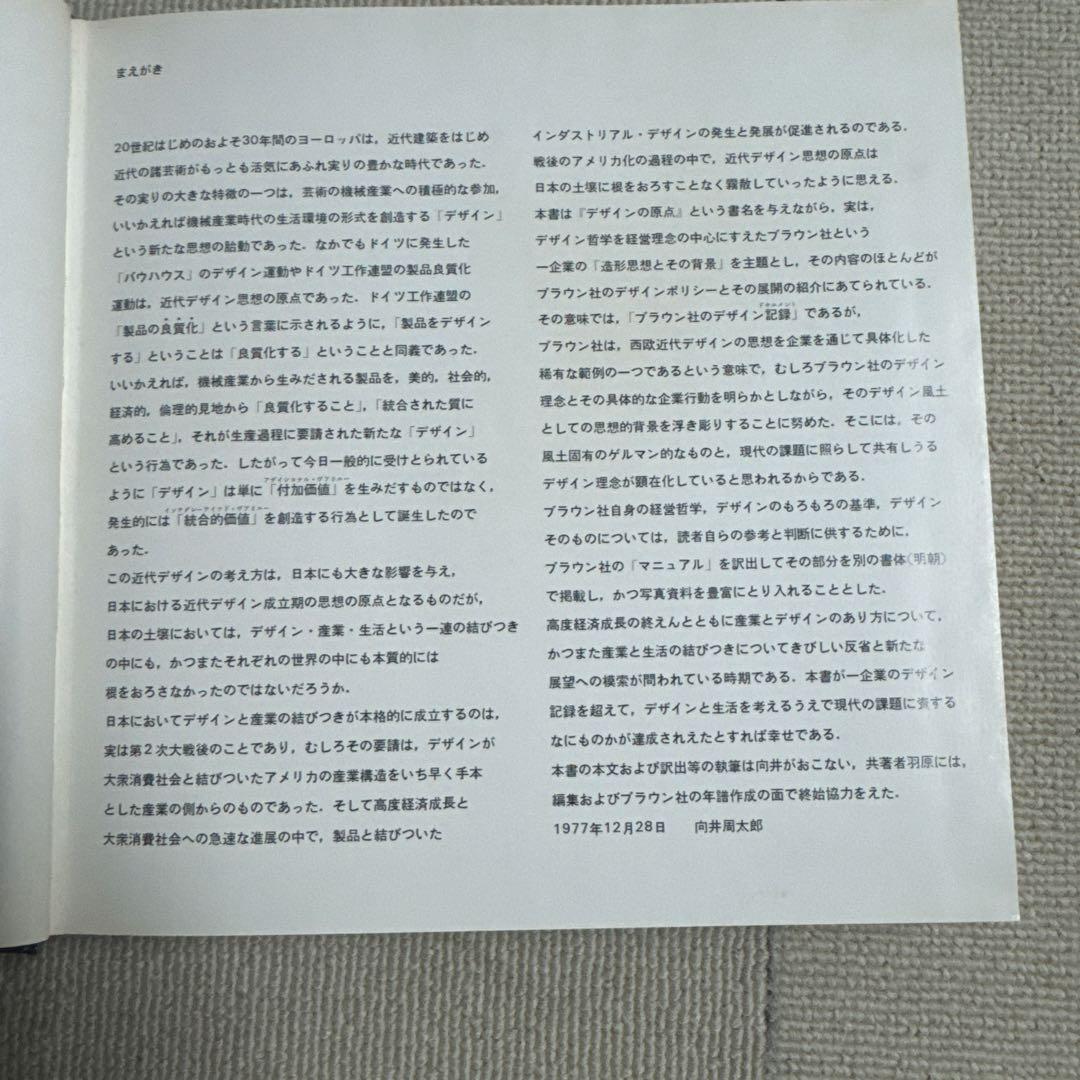 まえがき
20世紀はじめのおよそ30年間のヨーロッパは，近代建築をはじめ
近代の諸芸術がもっとも活気にあふれ実りの豊かな時代であった．
その実りの大きな特徴の一つは，芸術の機械産業への積極的な参加，
いいかえれば機械産業時代の生活環境の形式を創造する「デザイン」
という新たな思想の胎動であった．なかでもドイツに発生した
「バウハウス」のデザイン運動やドイツ工作連盟の製品良質化
運動は，近代デザイン思想の原点であった．ドイツ工作連盟の
「製品の良質化」という言葉に示されるように，「製品をデザイン
する」ということは「良質化する」ということと同義であった．
いいかえれば，機械産業から生みだされる製品を，美的，社会的，
経済的，倫理的見地から「良質化すること」，「統合された質に
高めること」，それが生産過程に要請された新たな「デザイン」
という行為であった．したがって今日一般的に受けとられている
アディショナル・ヴァリュー
ように「デザイン」は単に「付加価値」を生みだすものではなく，
インテグレーティッド・ヴァリュー
発生的には「統合的価値」を創造する行為として誕生したので
あった．
この近代デザインの考え方は，日本にも大きな影響を与え，
日本における近代デザイン成立期の思想の原点となるものだが，
日本の土壌においては，デザイン・産業・生活という一連の結びつき
の中にも，かつまたそれぞれの世界の中にも本質的には
根をおろさなかったのではないだろうか．
日本においてデザインと産業の結びつきが本格的に成立するのは，
実は第2次大戦後のことであり，むしろその要請は，デザインが
大衆消費社会と結びついたアメリカの産業構造をいち早く手本
とした産業の側からのものであった．そして高度経済成長と
大衆消費社会への急速な進展の中で，製品と結びついた
インダストリアル・デザインの発生と発展が促進されるのである．
戦後のアメリカ化の過程の中で，近代デザイン思想の原点は
日本の土壌に根をおろすことなく霧散していったように思える．
本書は『デザインの原点』という書名を与えながら，実は，
デザイン哲学を経営理念の中心にすえたブラウン社という
一企業の「造形思想とその背景」を主題とし，その内容のほとんどが
ブラウン社のデザインポリシーとその展開の紹介にあてられている．
ドキュメント
その意味では，「ブラウン社のデザイン記録」であるが，
ブラウン社は，西欧近代デザインの思想を企業を通じて具体化した
稀有な範例の一つであるという意味で，むしろブラウン社のデザイン
理念とその具体的な企業行動を明らかとしながら，そのデザイン風土
としての思想的背景を浮き彫りすることに努めた．そこには，その
風土固有のゲルマン的なものと，現代の課題に照らして共有しうる
デザイン理念が顕在化していると思われるからである．
ブラウン社自身の経営哲学，デザインのもろもろの基準，デザイン
そのものについては，読者自らの参考と判断に供するために，
ブラウン社の「マニュアル」を訳出してその部分を別の書体（明朝）
で掲載し，かつ写真資料を豊富にとり入れることとした．
高度経済成長の終えんとともに産業とデザインのあり方について，
かつまた産業と生活の結びつきについてきびしい反省と新たな
展望への模索が問われている時期である．本書が一企業のデザイン
記録を超えて，デザインと生活を考えるうえで現代の課題に資する
なにものかが達成されえたとすれば幸せである．
本書の本文および訳出等の執筆は向井がおこない，共著者羽原には，
編集およびブラウン社の年譜作成の面で終始協力をえた．
1977年12月28日　　向井周太郎